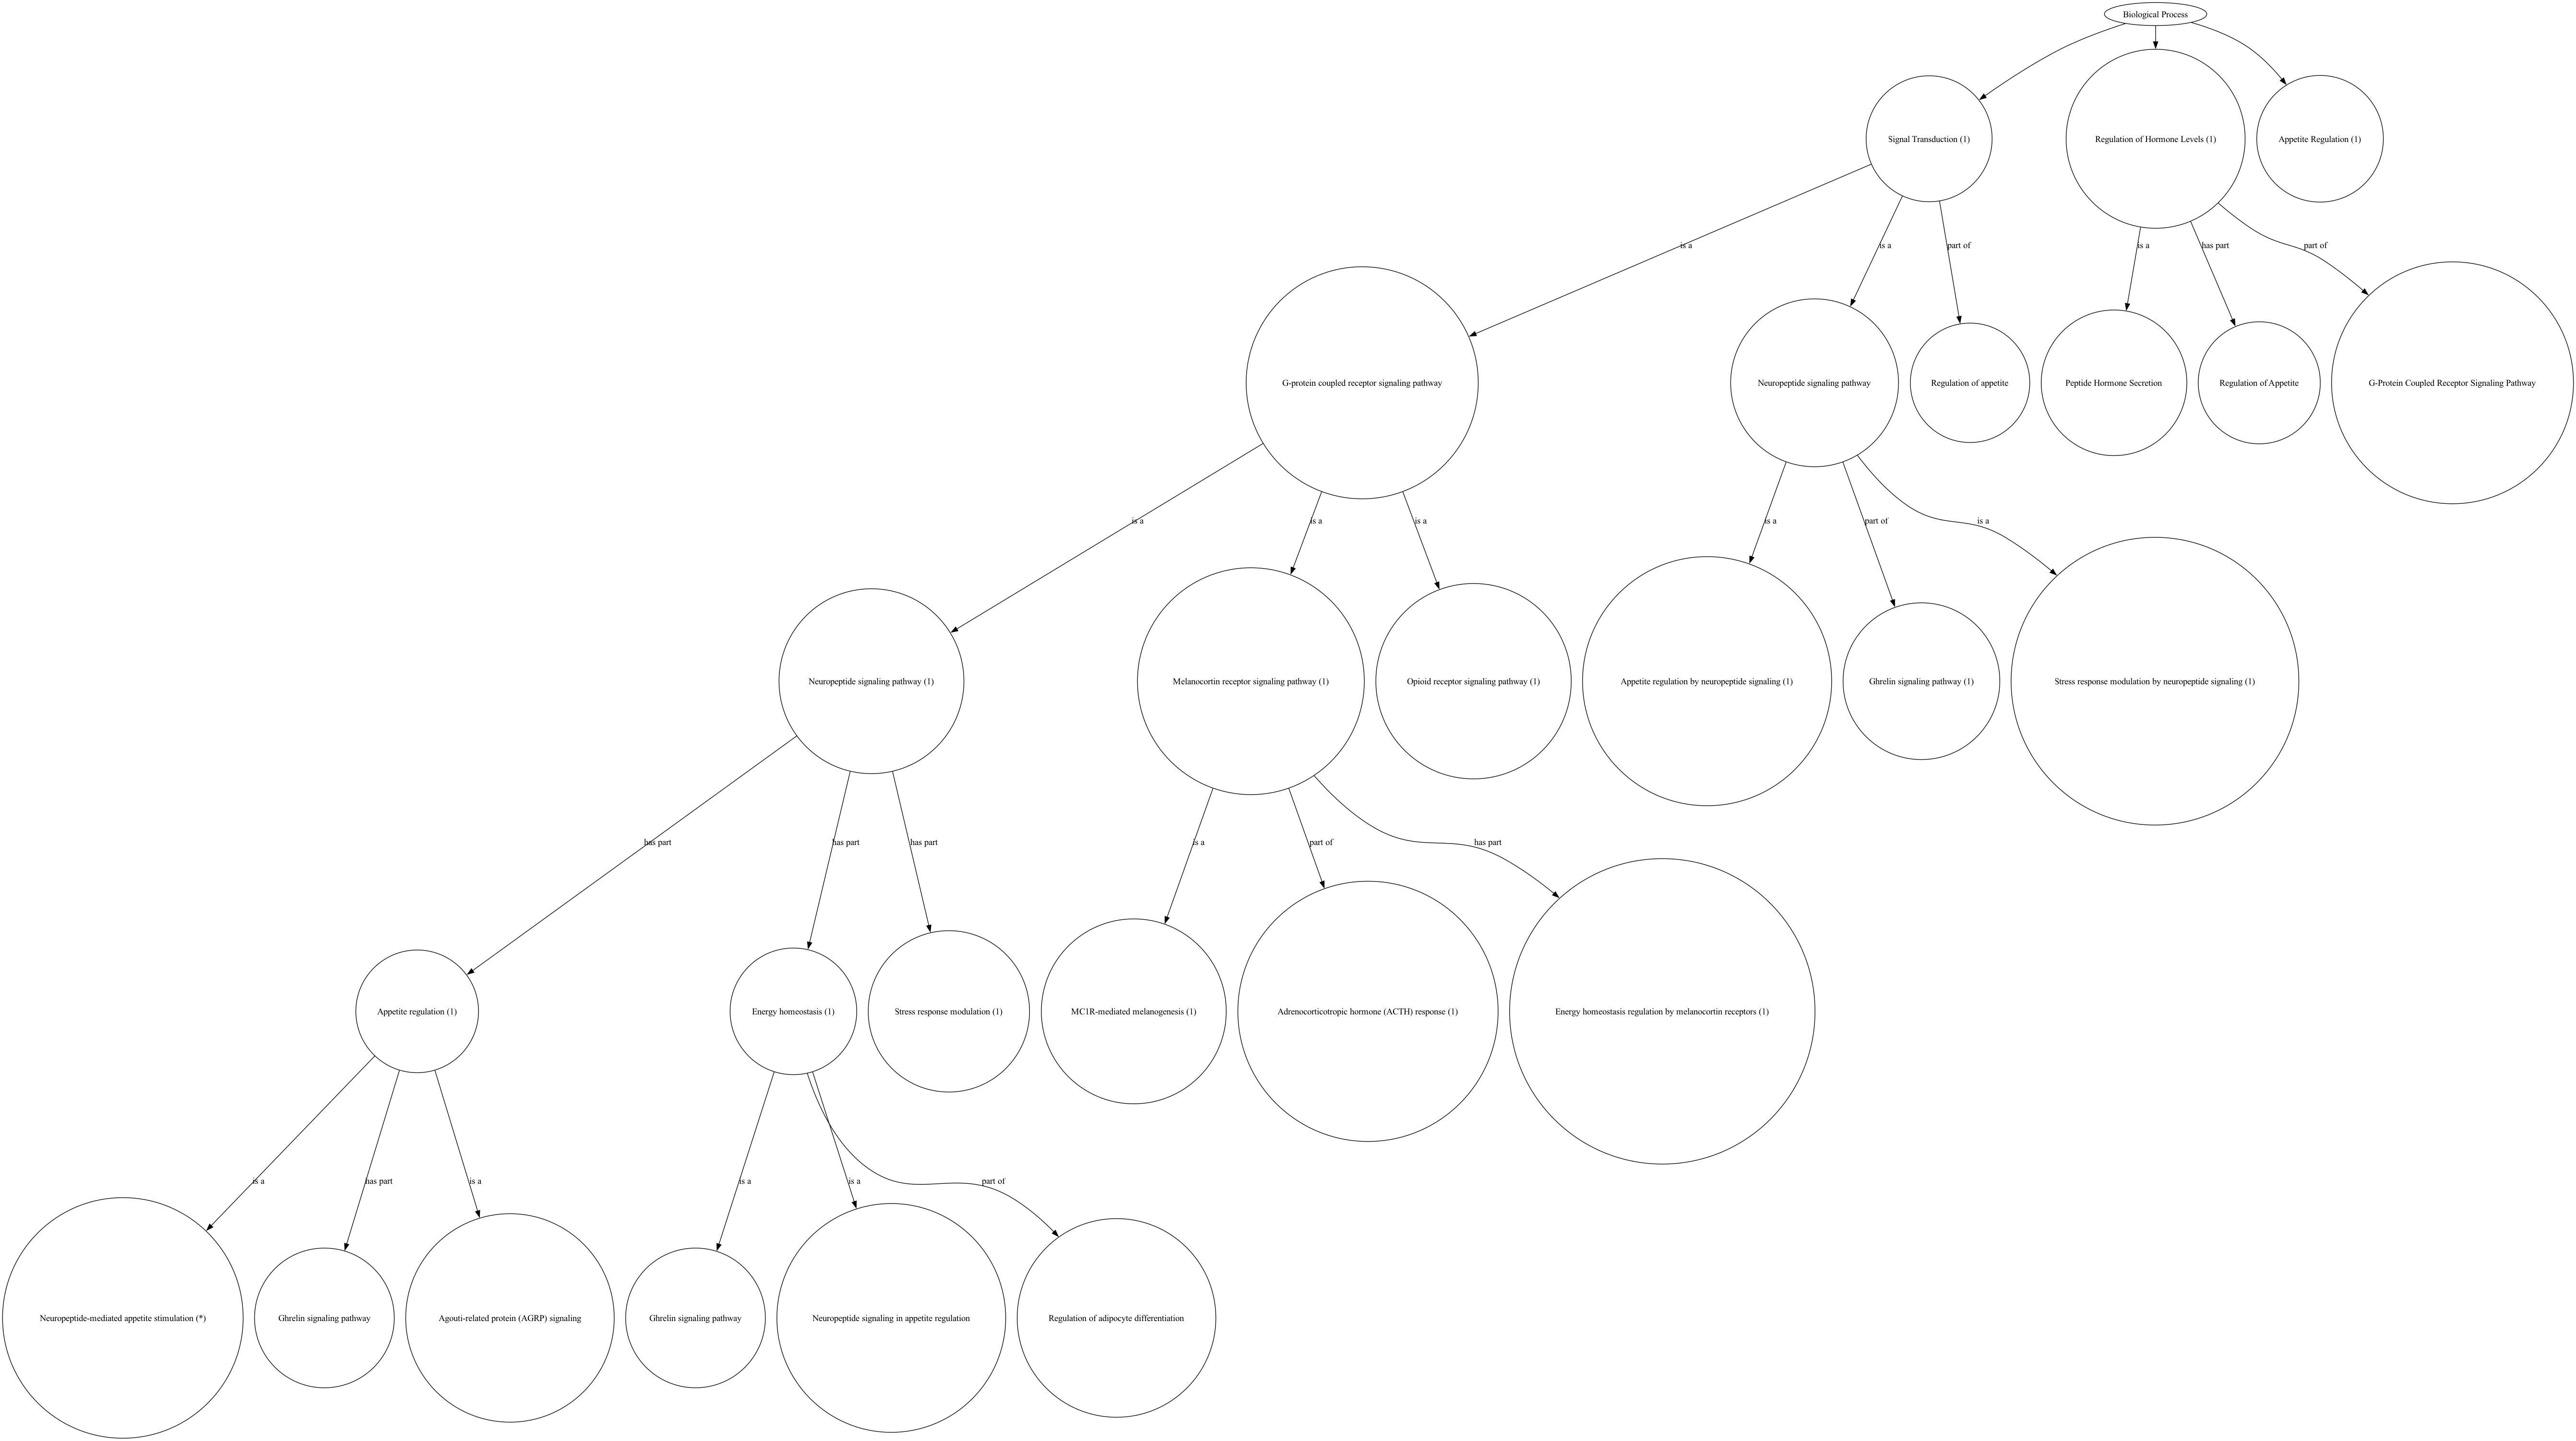 Biological Process
Signal Transduction (1)
Regulation of Hormone Levels (1)
Appetite Regulation (1)
is a
is a
part of
is a
has part
part of
G-protein coupled receptor signaling pathway
Neuropeptide signaling pathway
Regulation of appetite
Peptide Hormone Secretion
Regulation of Appetite
G-Protein Coupled Receptor Signaling Pathway
is a
is a
is a
is a
part of
is a
Neuropeptide signaling pathway (1)
Melanocortin receptor signaling pathway (1)
Opioid receptor signaling pathway (1)
Appetite regulation by neuropeptide signaling (1)
Ghrelin signaling pathway (1)
Stress response modulation by neuropeptide signaling (1)
has part
has part
has part
is a
part of
has part
Appetite regulation (1)
Energy homeostasis (1)
Stress response modulation (1)
MC1R-mediated melanogenesis (1)
Adrenocorticotropic hormone (ACTH) response (1)
Energy homeostasis regulation by melanocortin receptors (1)
is a
has part
is a
is a
is a
part of
Neuropeptide-mediated appetite stimulation (*)
Ghrelin signaling pathway
Agouti-related protein (AGRP) signaling
Ghrelin signaling pathway
Neuropeptide signaling in appetite regulation
Regulation of adipocyte differentiation